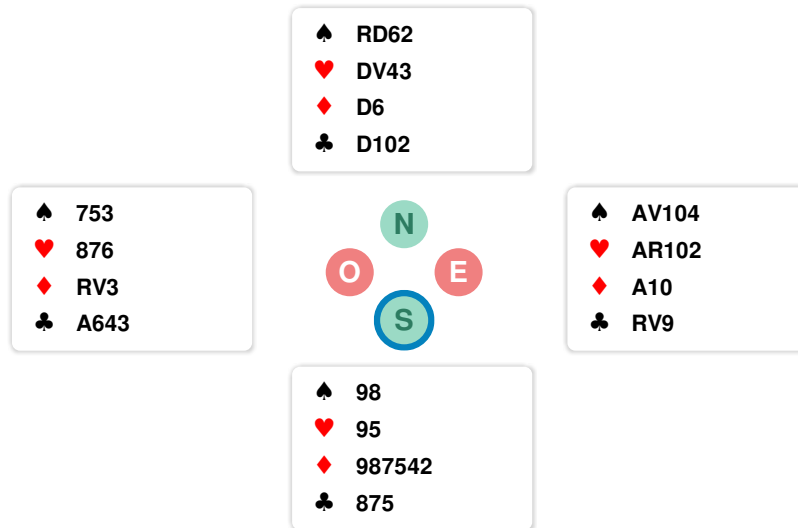 ♠ RD62
♥ DV43
♦ D6
♣ D102
♠ 753
♥ 876
♦ RV3
♣ A643
N
O E
S
♠ AV104
♥ AR102
♦ A10
♣ RV9
♠ 98
♥ 95
♦ 987542
♣ 875